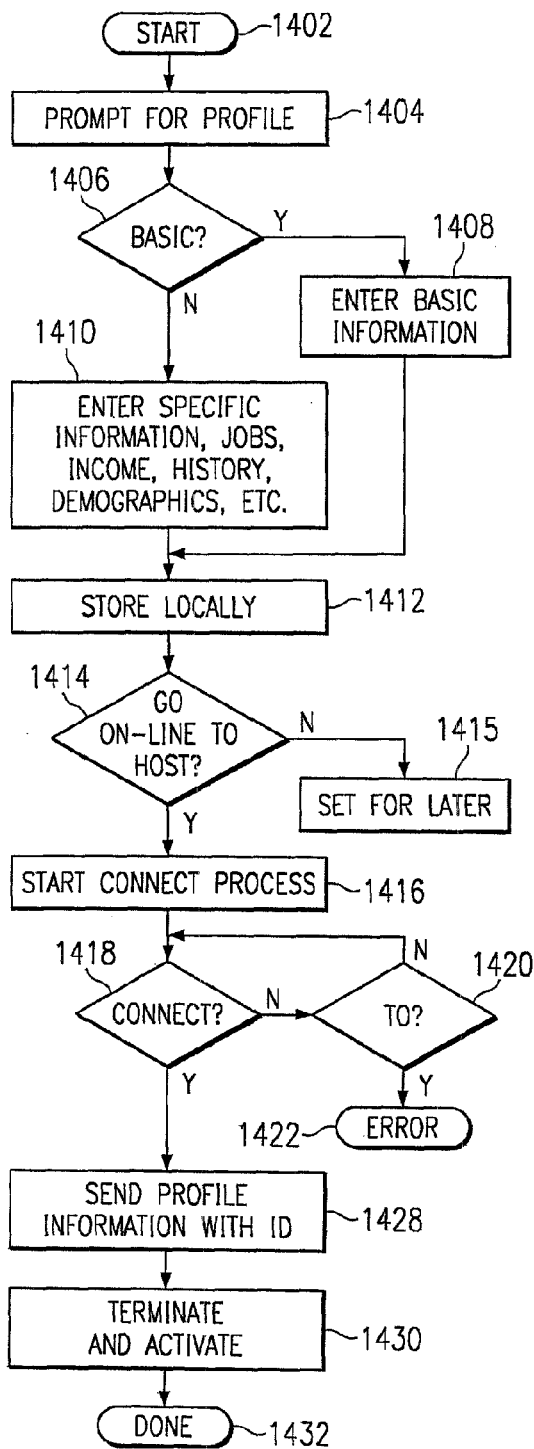 START
1402
PROMPT FOR PROFILE
1404
1406
BASIC?
Y
N
1408
ENTER BASIC
INFORMATION
1410
ENTER SPECIFIC
INFORMATION, JOBS,
INCOME, HISTORY,
DEMOGRAPHICS, ETC.
STORE LOCALLY
1412
1414
GO
ON-LINE TO
HOST?
N
Y
1415
SET FOR LATER
START CONNECT PROCESS
1416
1418
CONNECT?
N
Y
N
1420
TO?
Y
1422
ERROR
SEND PROFILE
INFORMATION WITH ID
1428
TERMINATE
AND ACTIVATE
1430
DONE
1432